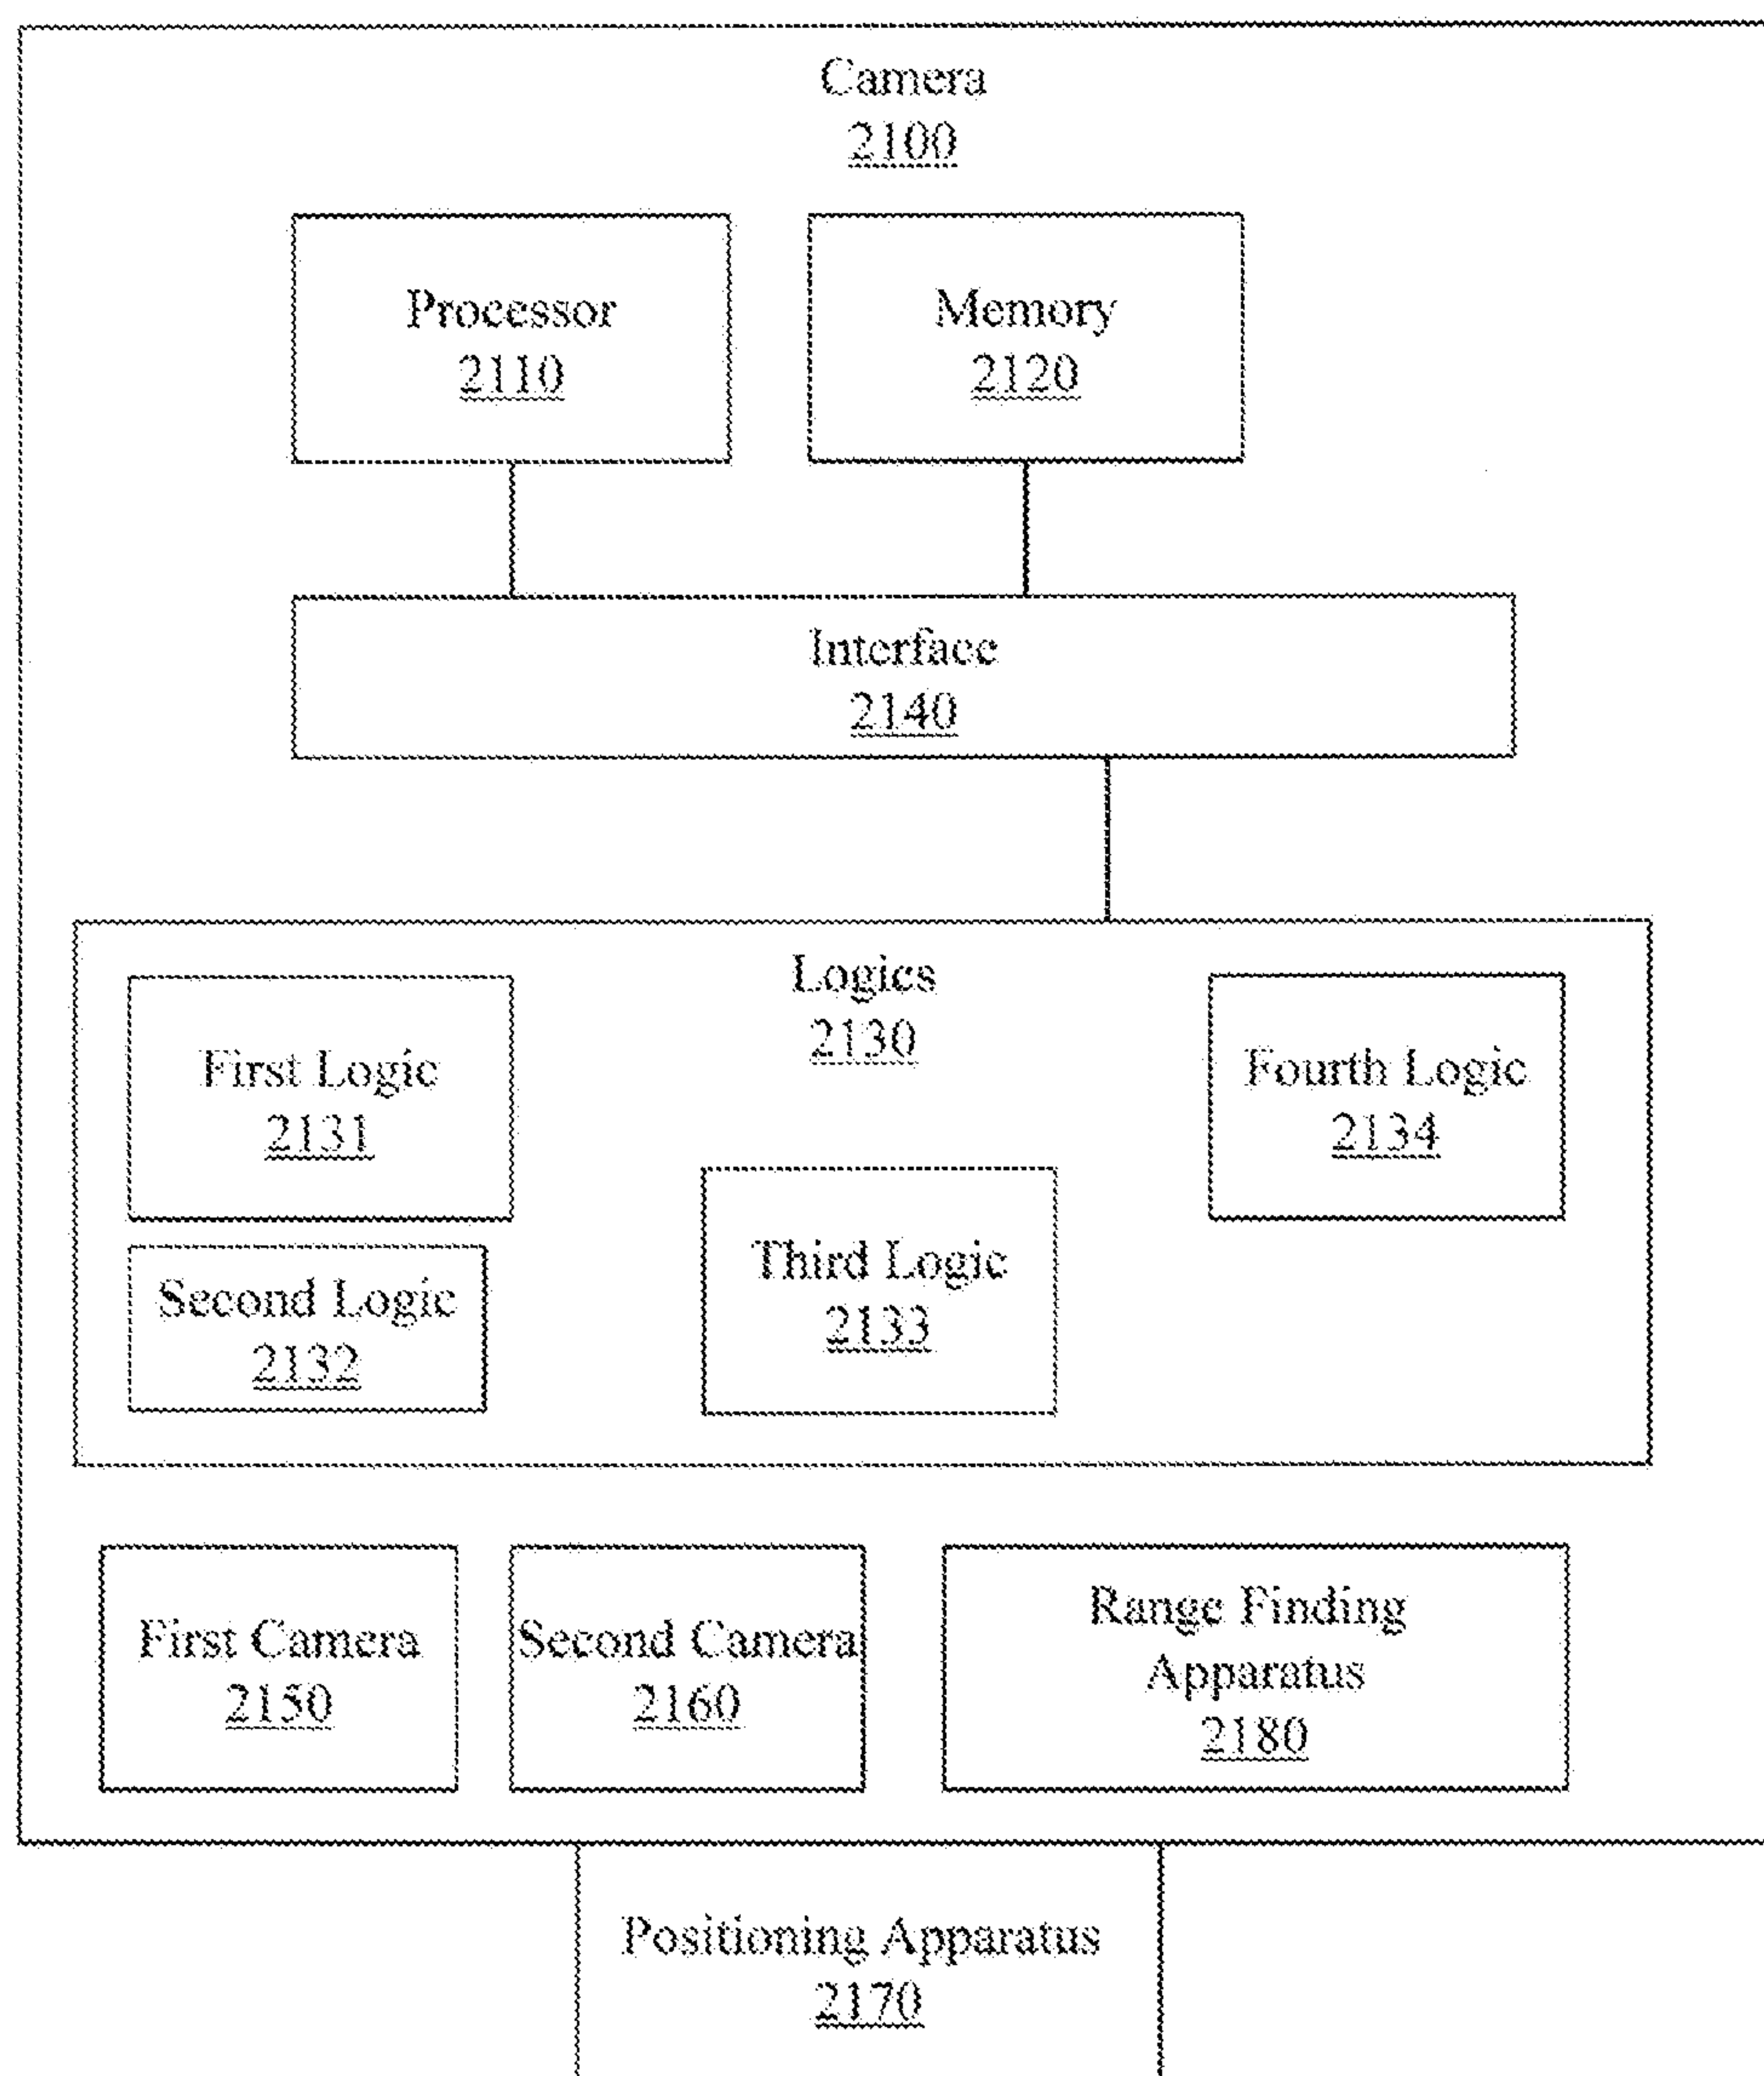 Camera
2100
Processor
2110
Memory
2120
Interface
2140
Logics
2130
First Logic
2131
Fourth Logic
2134
Third Logic
2133
Second Logic
2132
First Camera
2150
Second Camera
2160
Range Finding
Apparatus
2180
Positioning Apparatus
2170